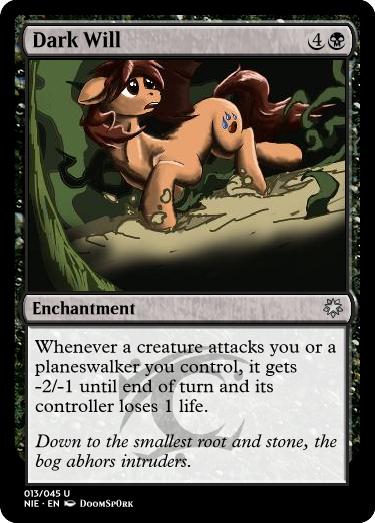 Dark Will 4
Enchantment
Whenever a creature attacks you or a
planeswalker you control, it gets
-2/-1 until end of turn and its
controller loses 1 life.
Down to the smallest root and stone, the
bog abhors intruders.
013/045 U
NIE · EN DOOMSP0RK